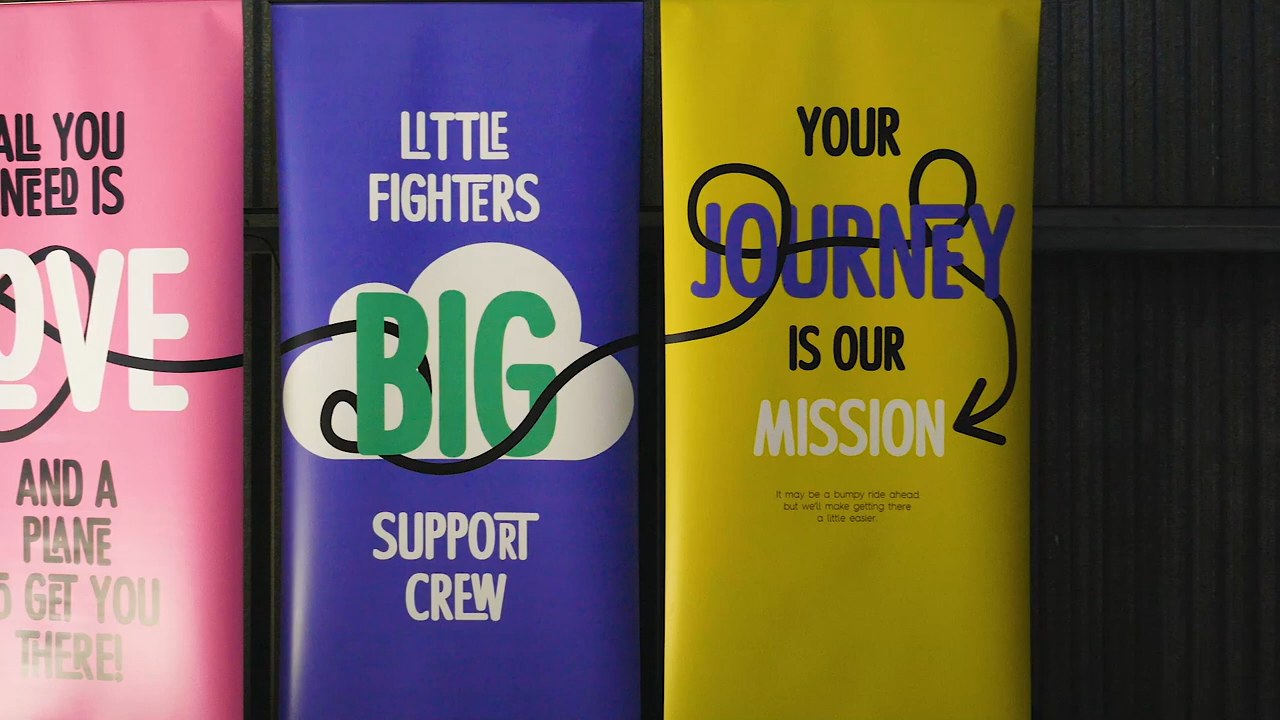 ALL YOU
NEED IS
OVE
AND A
PLANE
GET YOU
THERE!
LITTLE
FIGHTERS
BIG
SUPPORT
CREW
YOUR
JOURNEY
IS OUR
MISSION
It may be a bumpy ride ahead
but we'll make getting there
a little easier.